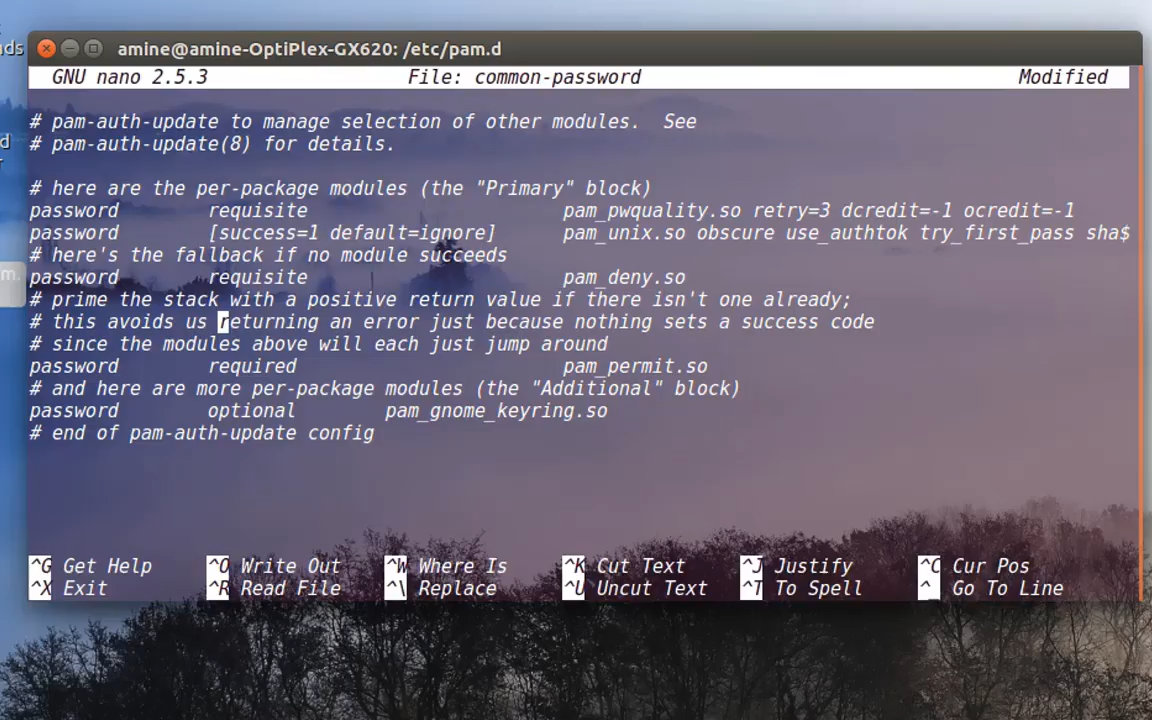 nds
d
r
m.
amine@amine-OptiPlex-GX620: /etc/pam.d
GNU nano 2.5.3 File: common-password Modified
# pam-auth-update to manage selection of other modules.  See
# pam-auth-update(8) for details.
# here are the per-package modules (the "Primary" block)
password requisite pam_pwquality.so retry=3 dcredit=-1 ocredit=-1
password [success=1 default=ignore] pam_unix.so obscure use_authtok try_first_pass sha$
# here's the fallback if no module succeeds
password requisite pam_deny.so
# prime the stack with a positive return value if there isn't one already;
# this avoids us returning an error just because nothing sets a success code
# since the modules above will each just jump around
password required pam_permit.so
# and here are more per-package modules (the "Additional" block)
password optional pam_gnome_keyring.so
# end of pam-auth-update config
^G Get Help ^O Write Out ^W Where Is ^K Cut Text ^J Justify ^C Cur Pos
^X Exit ^R Read File ^\ Replace ^U Uncut Text ^T To Spell ^_ Go To Line